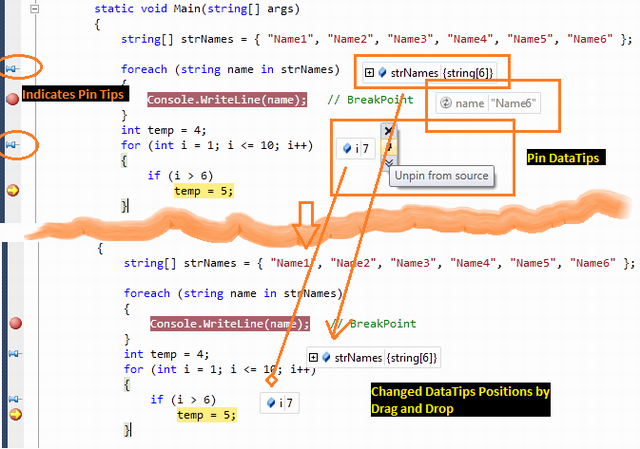 static void Main(string[] args)
{
string[] strNames = { "Name1", "Name2", "Name3", "Name4", "Name5", "Name6" };
foreach (string name in strNames)
strNames {string[6]}
{
Indicates Pin Tips
Console.WriteLine(name); // BreakPoint
name "Name6"
}
int temp = 4;
for (int i = 1; i <= 10; i++)
i 7
{
Pin DataTips
if (i > 6)
Unpin from source
temp = 5;
}
{
string[] strNames = { "Name1", "Name2", "Name3", "Name4", "Name5", "Name6" };
foreach (string name in strNames)
{
Console.WriteLine(name); // BreakPoint
}
int temp = 4;
strNames {string[6]}
for (int i = 1; i <= 10; i++)
{
Changed DataTips Positions by
Drag and Drop
if (i > 6)
i 7
temp = 5;
}